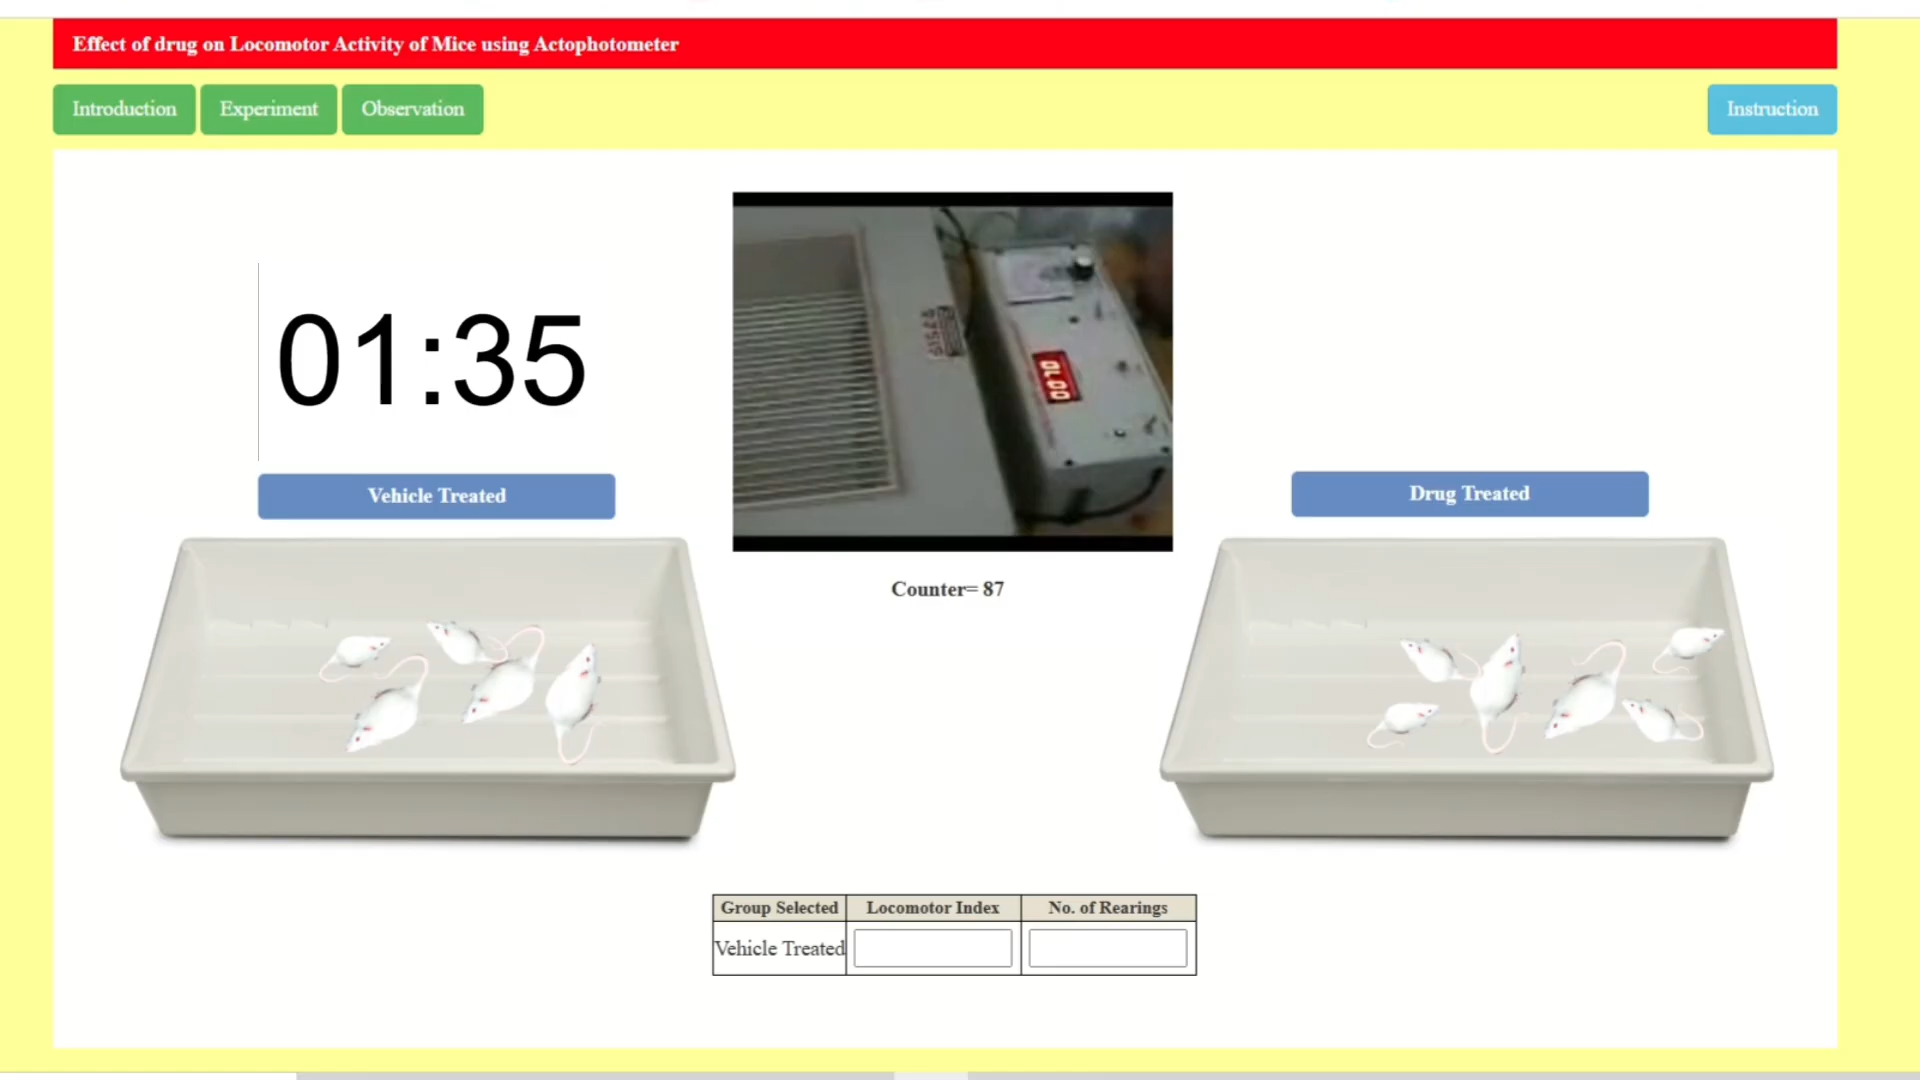 Effect of drug on Locomotor Activity of Mice using Actophotometer
Introduction Experiment Observation Instruction
01:35
Vehicle Treated
Drug Treated
Counter= 87
Group Selected Locomotor Index No. of Rearings
Vehicle Treated